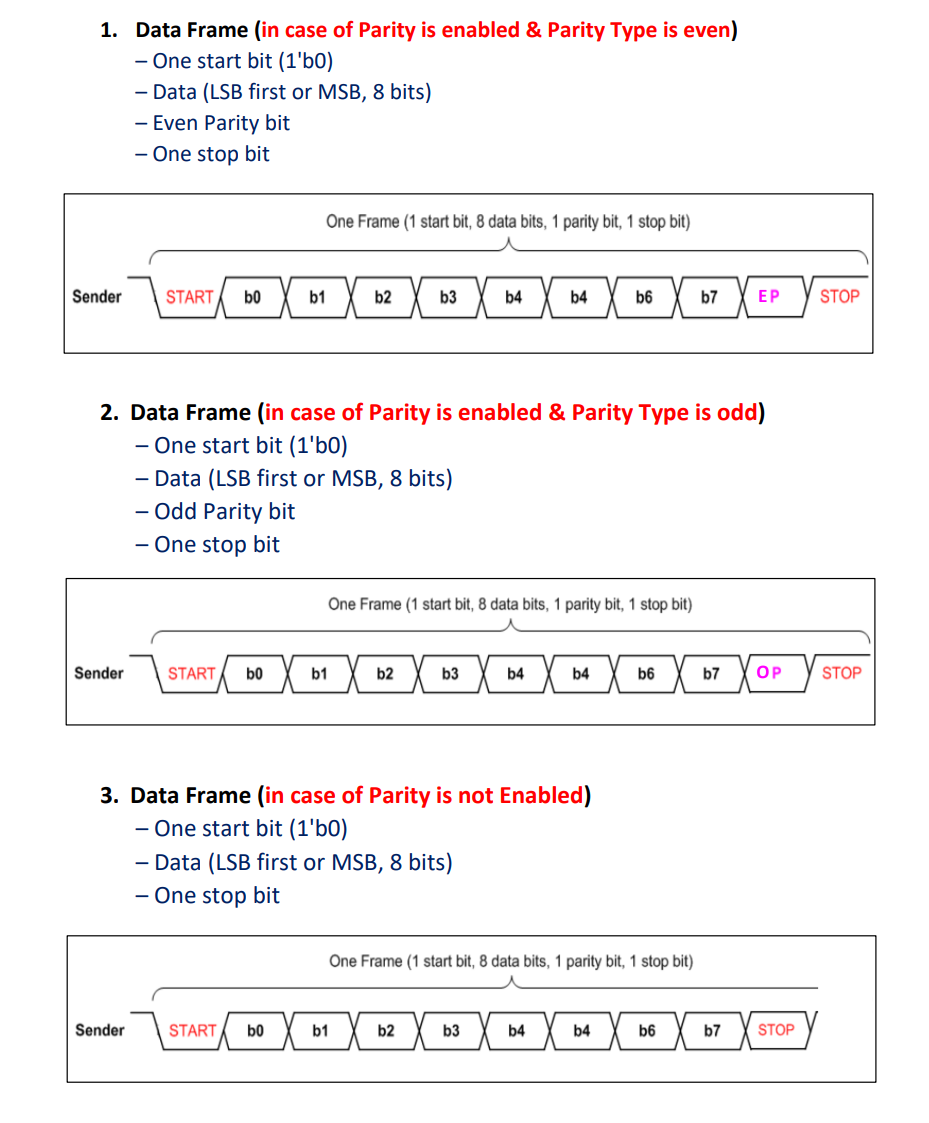 1. Data Frame (in case of Parity is enabled & Parity Type is even)
– One start bit (1'b0)
– Data (LSB first or MSB, 8 bits)
– Even Parity bit
– One stop bit
One Frame (1 start bit, 8 data bits, 1 parity bit, 1 stop bit)
Sender START b0 b1 b2 b3 b4 b4 b6 b7 EP STOP
2. Data Frame (in case of Parity is enabled & Parity Type is odd)
– One start bit (1'b0)
– Data (LSB first or MSB, 8 bits)
– Odd Parity bit
– One stop bit
One Frame (1 start bit, 8 data bits, 1 parity bit, 1 stop bit)
Sender START b0 b1 b2 b3 b4 b4 b6 b7 OP STOP
3. Data Frame (in case of Parity is not Enabled)
– One start bit (1'b0)
– Data (LSB first or MSB, 8 bits)
– One stop bit
One Frame (1 start bit, 8 data bits, 1 parity bit, 1 stop bit)
Sender START b0 b1 b2 b3 b4 b4 b6 b7 STOP